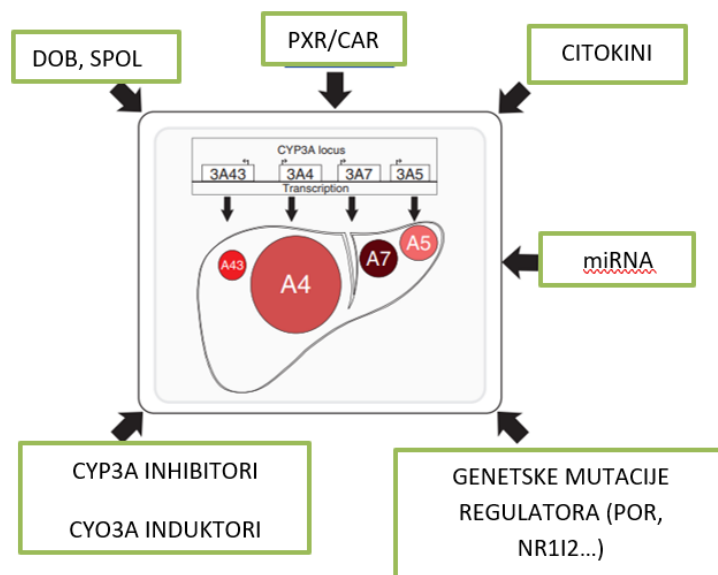 DOB, SPOL
PXR/CAR
CITOKINI
CYP3A locus
3A43 3A4 3A7 3A5
Transcription
A43
A4
A7
A5
miRNA
CYP3A INHIBITORI
CYO3A INDUKTORI
GENETSKE MUTACIJE
REGULATORA (POR,
NR1I2...)